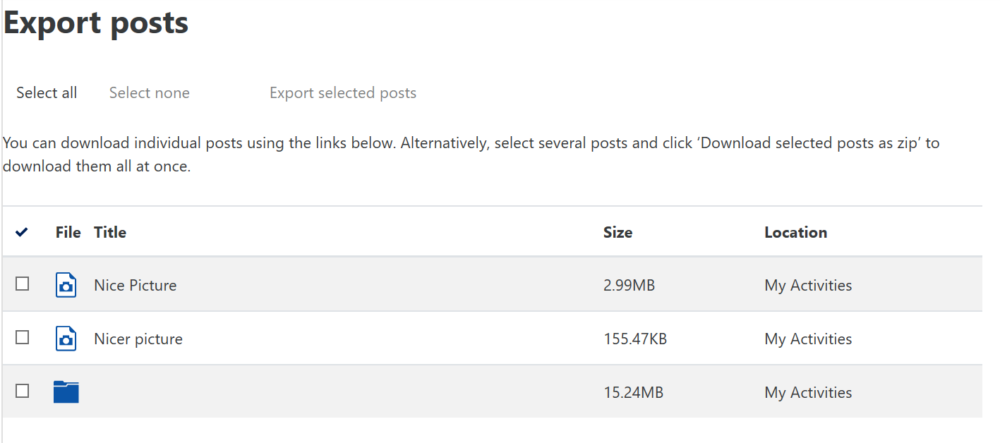 Export posts
Select all Select none Export selected posts
You can download individual posts using the links below. Alternatively, select several posts and click ‘Download selected posts as zip’ to
download them all at once.
File Title Size Location
Nice Picture 2.99MB My Activities
Nicer picture 155.47KB My Activities
15.24MB My Activities